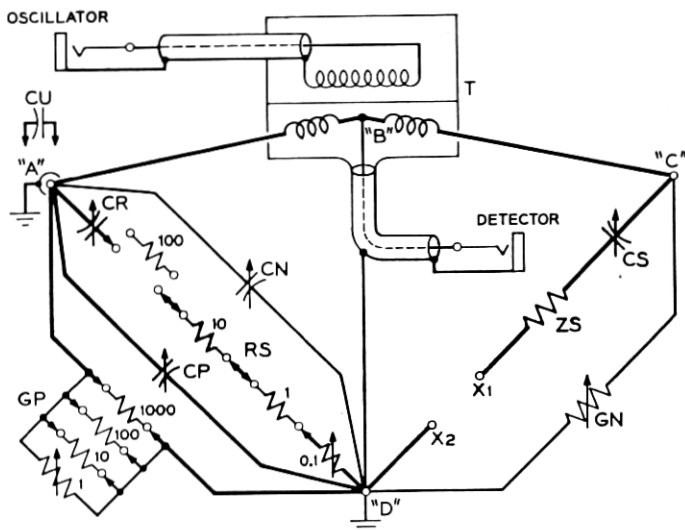 OSCILLATOR
T
CU
"B"
"A"
"C"
CR
100
DETECTOR
CN
CS
10
RS
ZS
CP
1
X1
GP
1000
X2
GN
100
10
0.1
1
"D"